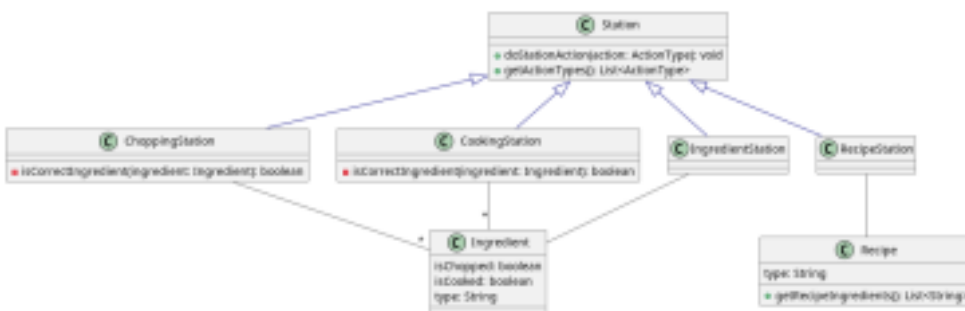 C Station
doStationAction(action: ActionType): void
getActionTypes(): List<ActionType>
C ChoppingStation
isCorrectIngredient(ingredient: Ingredient): boolean
C CookingStation
isCorrectIngredient(ingredient: Ingredient): boolean
C IngredientStation
C RecipeStation
*
*
C Ingredient
isChopped: boolean
isCooked: boolean
type: String
C Recipe
type: String
getRecipeIngredients(): List<String>